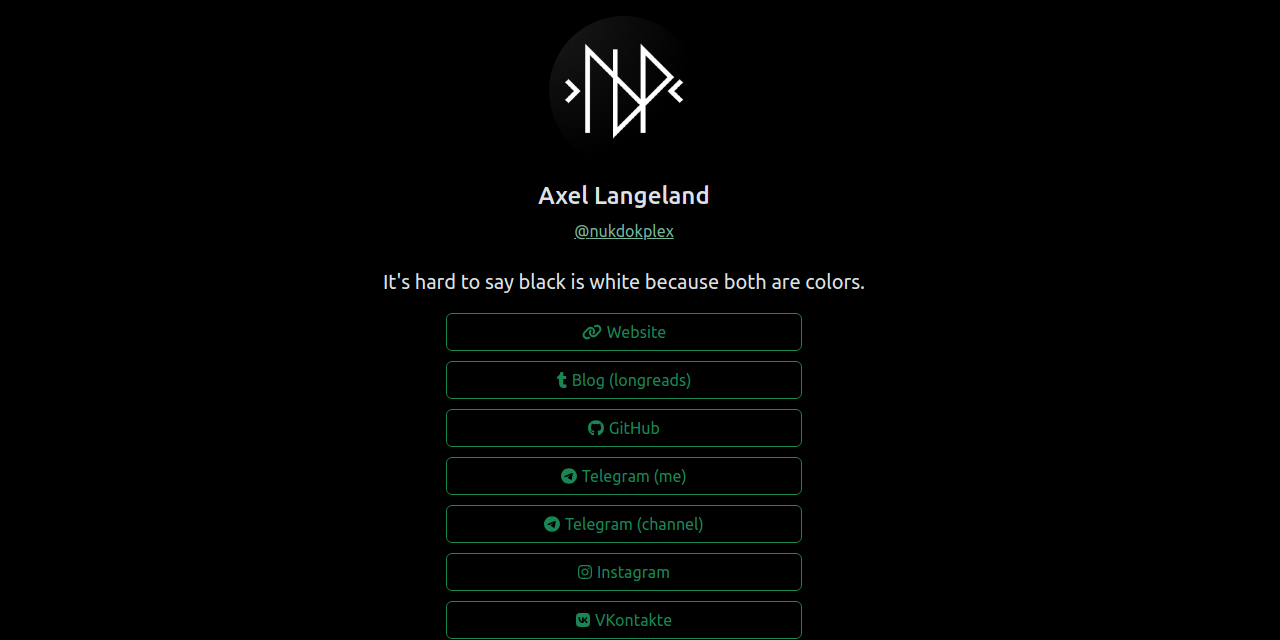 Axel Langeland
@nukdokplex
It's hard to say black is white because both are colors.
Website
Blog (longreads)
GitHub
Telegram (me)
Telegram (channel)
Instagram
VKontakte